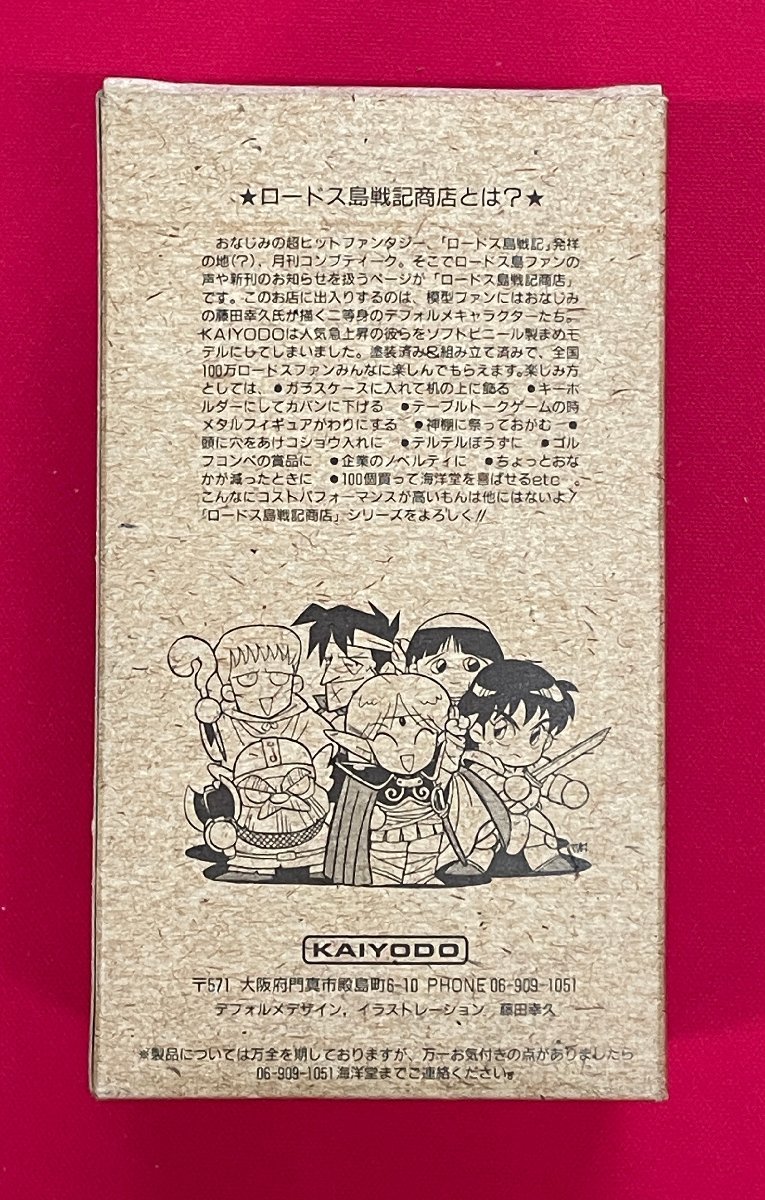 ★ロードス島戦記商店とは？★
おなじみの超ヒットファンタジー、「ロードス島戦記」発祥
の地(？)，月刊コンプティーク。そこでロードス島ファンの
声や新刊のお知らせを扱うページが「ロードス島戦記商店」
です。このお店に出入りするのは、模型ファンにはおなじみ
の藤田幸久氏が描く二等身のデフォルメキャラクターたち。
KAIYODOは人気急上昇の彼らをソフトビニール製まめモ
デルにしてしまいました。塗装済み&組み立て済みで、全国
100万ロードスファンみんなに楽しんでもらえます。楽しみ方
としては、●ガラスケースに入れて机の上に飾る ●キーホ
ルダーにしてカバンに下げる ●テーブルトークゲームの時
メタルフィギュアがわりにする ●神棚に祭っておがむ ●
頭に穴をあけコショウ入れに ●テルテルぼうずに ●ゴル
フコンペの賞品に ●企業のノベルティに ●ちょっとおな
かが減ったときに ●100個買って海洋堂を喜ばせるetc 。
こんなにコストパフォーマンスが高いもんは他にはないよ！
「ロードス島戦記商店」シリーズをよろしく!!
KAIYODO
〒571 大阪府門真市殿島町6-10 PHONE 06-909-1051
デフォルメデザイン，イラストレーション 藤田幸久
※製品については万全を期しておりますが、万一お気付きの点がありましたら
06-909-1051海洋堂までご連絡ください。